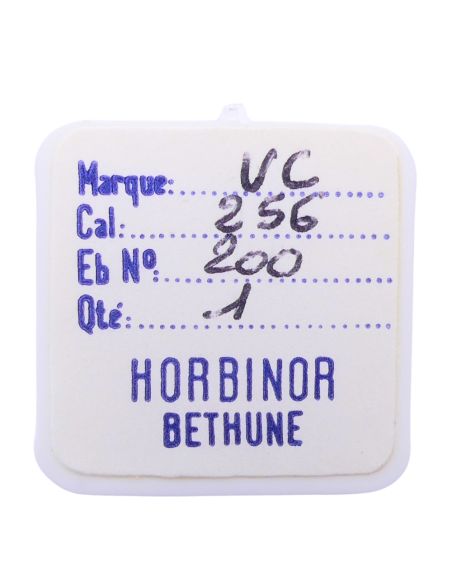 Marque: VC
Cal: 256
Eb Nº 200
Qté: 1
HORBINOR
BETHUNE